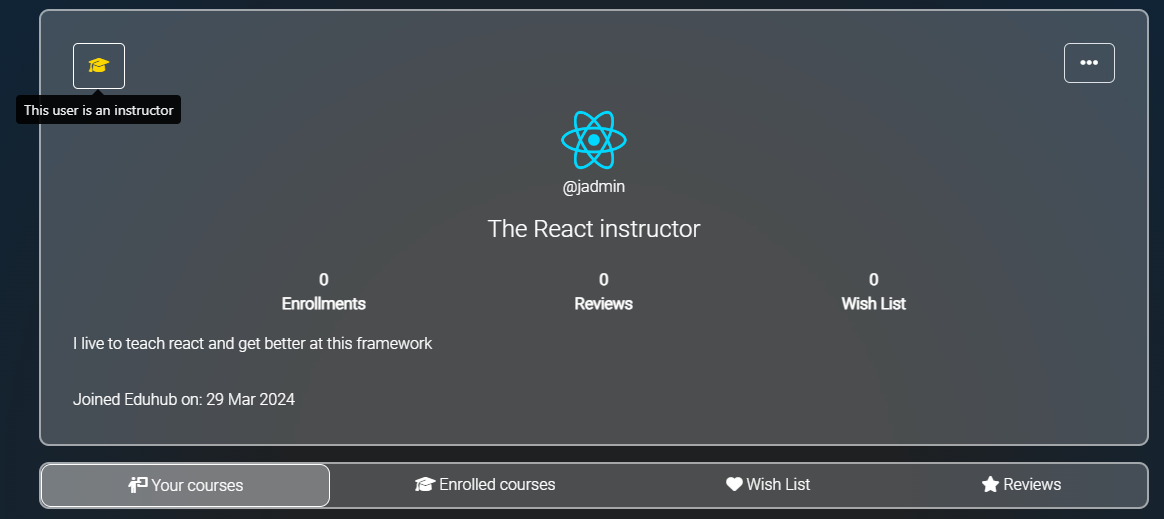 This user is an instructor
@jadmin
The React instructor
0
Enrollments
0
Reviews
0
Wish List
I live to teach react and get better at this framework
Joined Eduhub on: 29 Mar 2024
Your courses
Enrolled courses
Wish List
Reviews